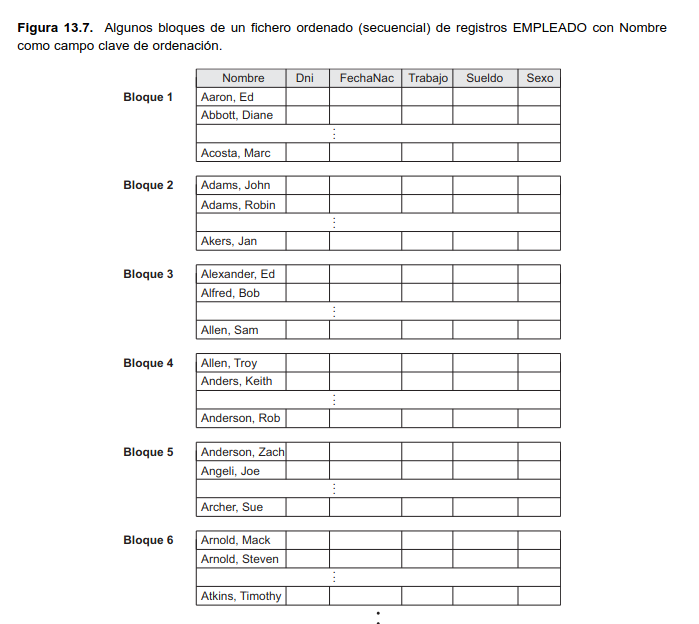 Figura 13.7. Algunos bloques de un fichero ordenado (secuencial) de registros EMPLEADO con Nombre
como campo clave de ordenación.
Nombre Dni FechaNac Trabajo Sueldo Sexo
Bloque 1 Aaron, Ed
Abbott, Diane
⋮
Acosta, Marc
Bloque 2 Adams, John
Adams, Robin
⋮
Akers, Jan
Bloque 3 Alexander, Ed
Alfred, Bob
⋮
Allen, Sam
Bloque 4 Allen, Troy
Anders, Keith
⋮
Anderson, Rob
Bloque 5 Anderson, Zach
Angeli, Joe
⋮
Archer, Sue
Bloque 6 Arnold, Mack
Arnold, Steven
⋮
Atkins, Timothy